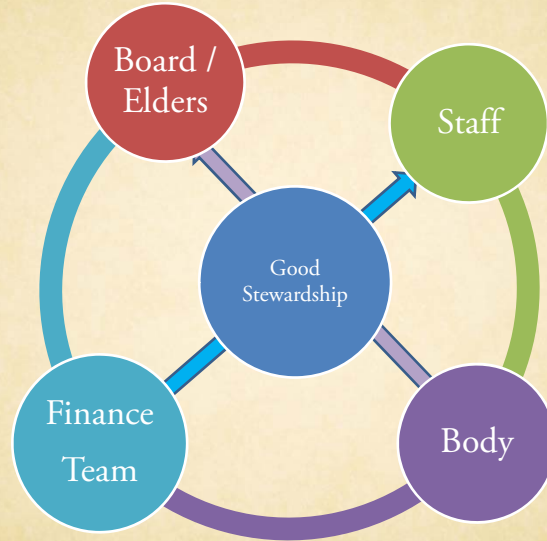 Board /
Elders
Staff
Good
Stewardship
Finance
Team
Body